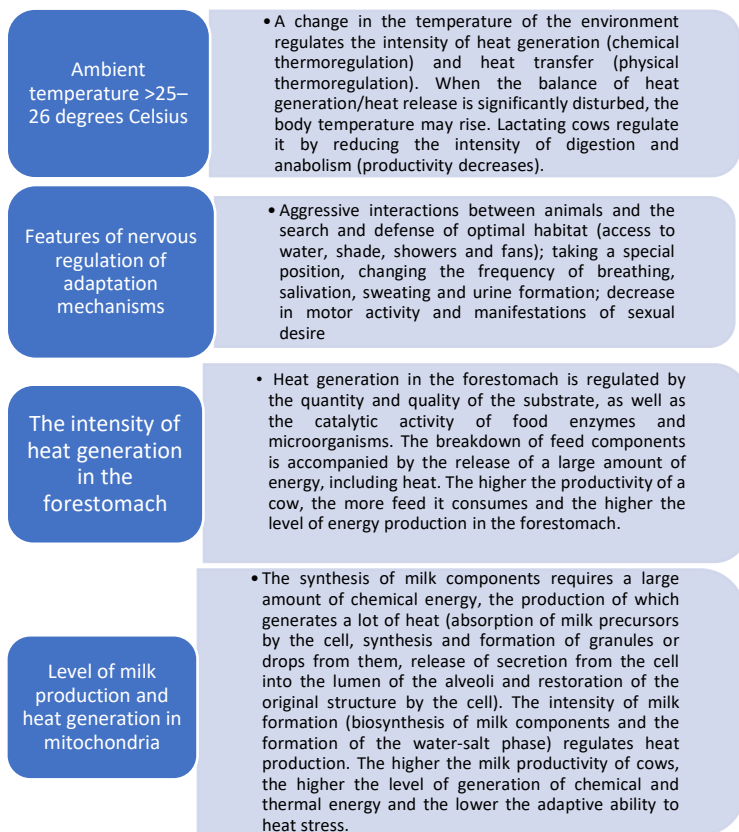 Ambient
temperature >25–
26 degrees Celsius
• A change in the temperature of the environment
regulates the intensity of heat generation (chemical
thermoregulation) and heat transfer (physical
thermoregulation). When the balance of heat
generation/heat release is significantly disturbed, the
body temperature may rise. Lactating cows regulate
it by reducing the intensity of digestion and
anabolism (productivity decreases).
Features of nervous
regulation of
adaptation
mechanisms
• Aggressive interactions between animals and the
search and defense of optimal habitat (access to
water, shade, showers and fans); taking a special
position, changing the frequency of breathing,
salivation, sweating and urine formation; decrease
in motor activity and manifestations of sexual
desire
The intensity of
heat generation
in the
forestomach
• Heat generation in the forestomach is regulated by
the quantity and quality of the substrate, as well as
the catalytic activity of food enzymes and
microorganisms. The breakdown of feed components
is accompanied by the release of a large amount of
energy, including heat. The higher the productivity of a
cow, the more feed it consumes and the higher the
level of energy production in the forestomach.
Level of milk
production and
heat generation in
mitochondria
• The synthesis of milk components requires a large
amount of chemical energy, the production of which
generates a lot of heat (absorption of milk precursors
by the cell, synthesis and formation of granules or
drops from them, release of secretion from the cell
into the lumen of the alveoli and restoration of the
original structure by the cell). The intensity of milk
formation (biosynthesis of milk components and the
formation of the water-salt phase) regulates heat
production. The higher the milk productivity of cows,
the higher the level of generation of chemical and
thermal energy and the lower the adaptive ability to
heat stress.